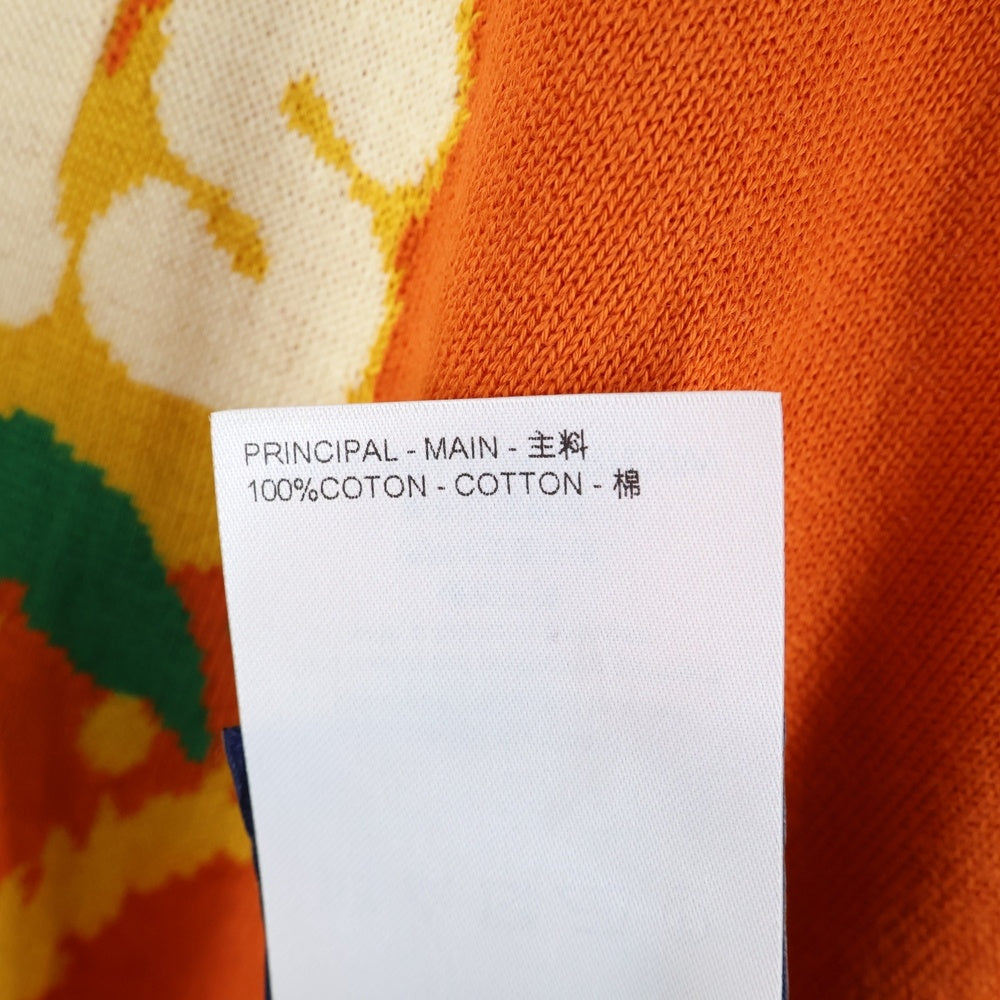 PRINCIPAL - MAIN - 主料
100%COTON - COTTON - 棉